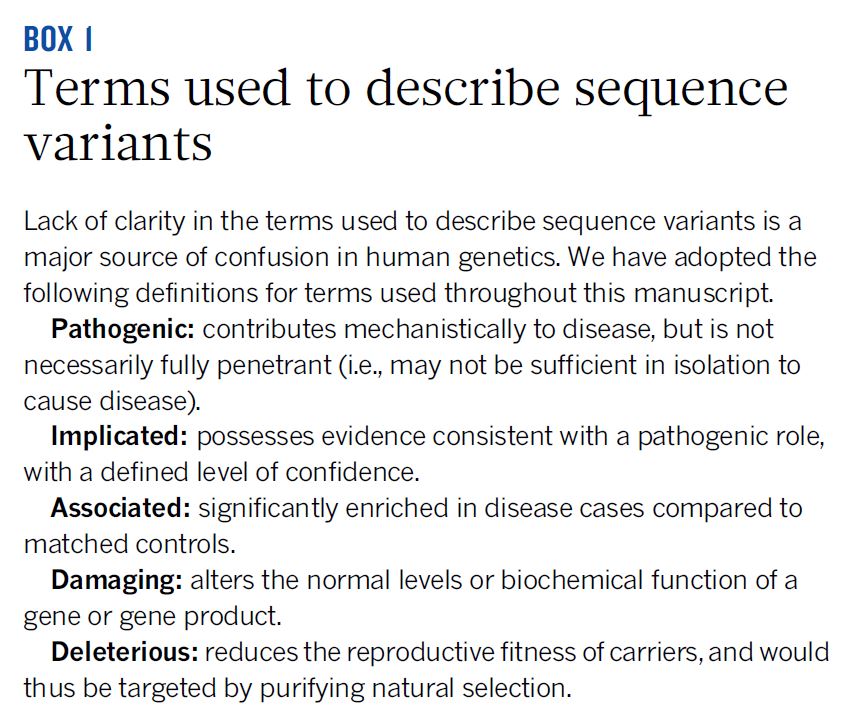 BOX 1
Terms used to describe sequence
variants
Lack of clarity in the terms used to describe sequence variants is a
major source of confusion in human genetics. We have adopted the
following definitions for terms used throughout this manuscript.
Pathogenic: contributes mechanistically to disease, but is not
necessarily fully penetrant (i.e., may not be sufficient in isolation to
cause disease).
Implicated: possesses evidence consistent with a pathogenic role,
with a defined level of confidence.
Associated: significantly enriched in disease cases compared to
matched controls.
Damaging: alters the normal levels or biochemical function of a
gene or gene product.
Deleterious: reduces the reproductive fitness of carriers, and would
thus be targeted by purifying natural selection.